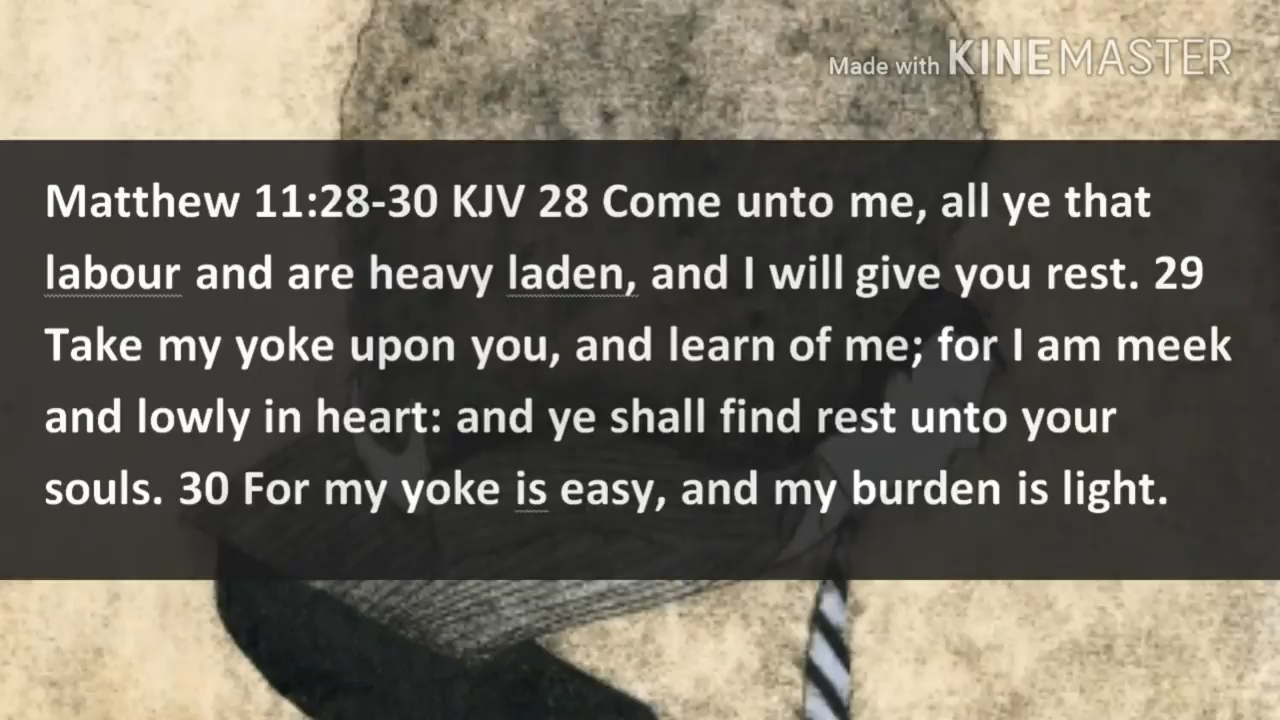 Made with KINEMASTER
Matthew 11:28-30 KJV 28 Come unto me, all ye that
labour and are heavy laden, and I will give you rest. 29
Take my yoke upon you, and learn of me; for I am meek
and lowly in heart: and ye shall find rest unto your
souls. 30 For my yoke is easy, and my burden is light.